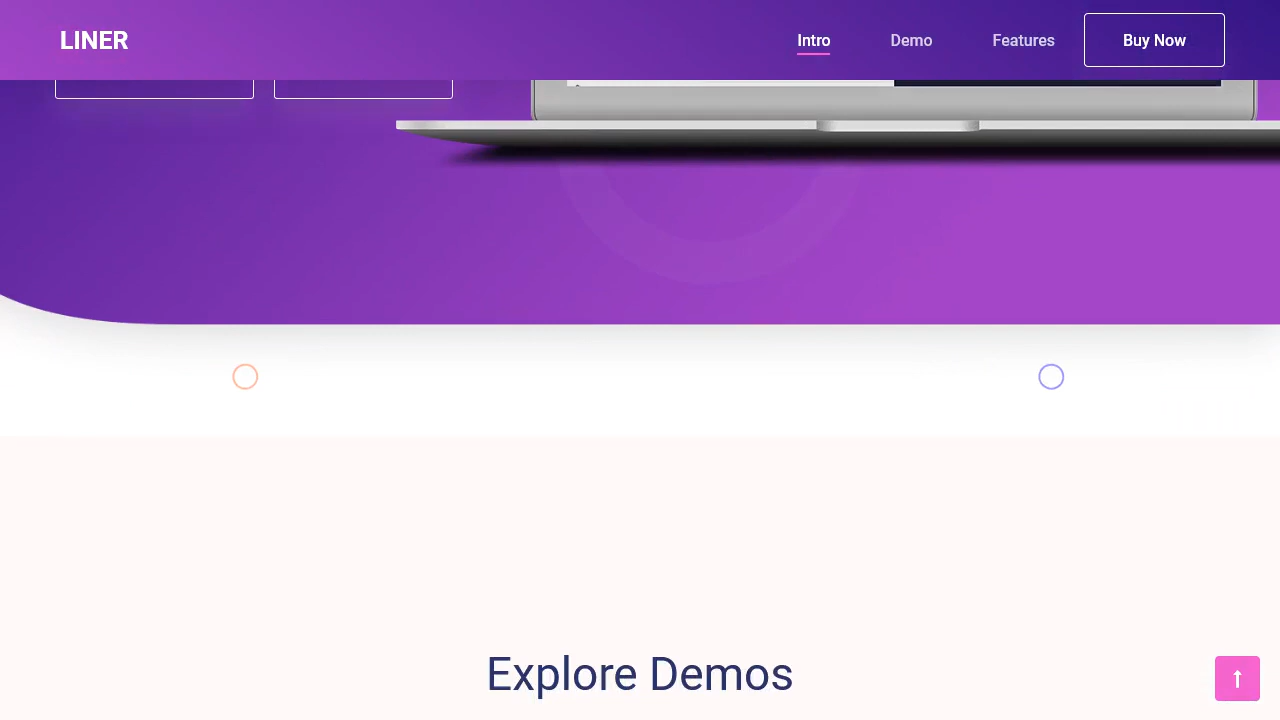 LINER
Intro
Demo
Features
Buy Now
Explore Demos